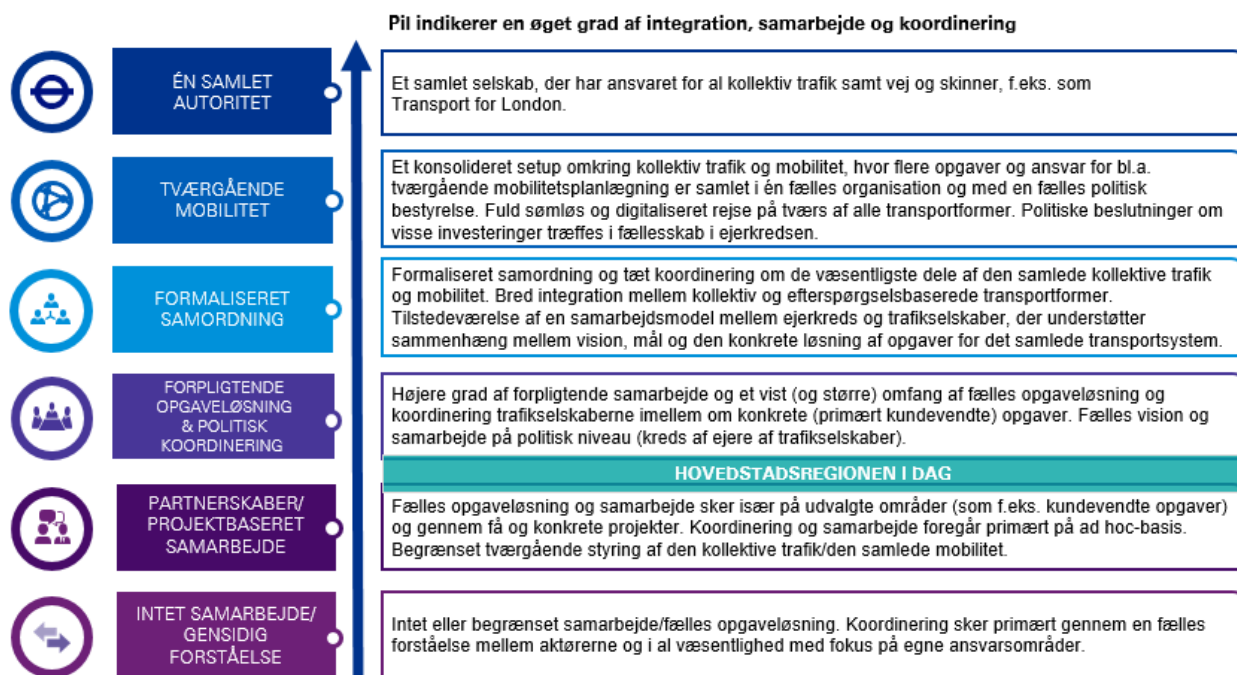 Pil indikerer en øget grad af integration, samarbejde og koordinering
ÉN SAMLET
AUTORITET
Et samlet selskab, der har ansvaret for al kollektiv trafik samt vej og skinner, f.eks. som
Transport for London.
TVÆRGÅENDE
MOBILITET
Et konsolideret setup omkring kollektiv trafik og mobilitet, hvor flere opgaver og ansvar for bl.a.
tværgående mobilitetsplanlægning er samlet i én fælles organisation og med en fælles politisk
bestyrelse. Fuld sømløs og digitaliseret rejse på tværs af alle transportformer. Politiske beslutninger om
visse investeringer træffes i fællesskab i ejerkredsen.
FORMALISERET
SAMORDNING
Formaliseret samordning og tæt koordinering om de væsentligste dele af den samlede kollektive trafik
og mobilitet. Bred integration mellem kollektiv og efterspørgselsbaserede transportformer.
Tilstedeværelse af en samarbejdsmodel mellem ejerkreds og trafikselskaber, der understøtter
sammenhæng mellem vision, mål og den konkrete løsning af opgaver for det samlede transportsystem.
FORPLIGTENDE
OPGAVELØSNING
& POLITISK
KOORDINERING
Højere grad af forpligtende samarbejde og et vist (og større) omfang af fælles opgaveløsning og
koordinering trafikselskaberne imellem om konkrete (primært kundevendte) opgaver. Fælles vision og
samarbejde på politisk niveau (kreds af ejere af trafikselskaber).
HOVEDSTADSREGIONEN I DAG
PARTNERSKABER/
PROJEKTBASERET
SAMARBEJDE
Fælles opgaveløsning og samarbejde sker især på udvalgte områder (som f.eks. kundevendte opgaver)
og gennem få og konkrete projekter. Koordinering og samarbejde foregår primært på ad hoc-basis.
Begrænset tværgående styring af den kollektive trafik/den samlede mobilitet.
INTET SAMARBEJDE/
GENSIDIG
FORSTÅELSE
Intet eller begrænset samarbejde/fælles opgaveløsning. Koordinering sker primært gennem en fælles
forståelse mellem aktørerne og i al væsentlighed med fokus på egne ansvarsområder.